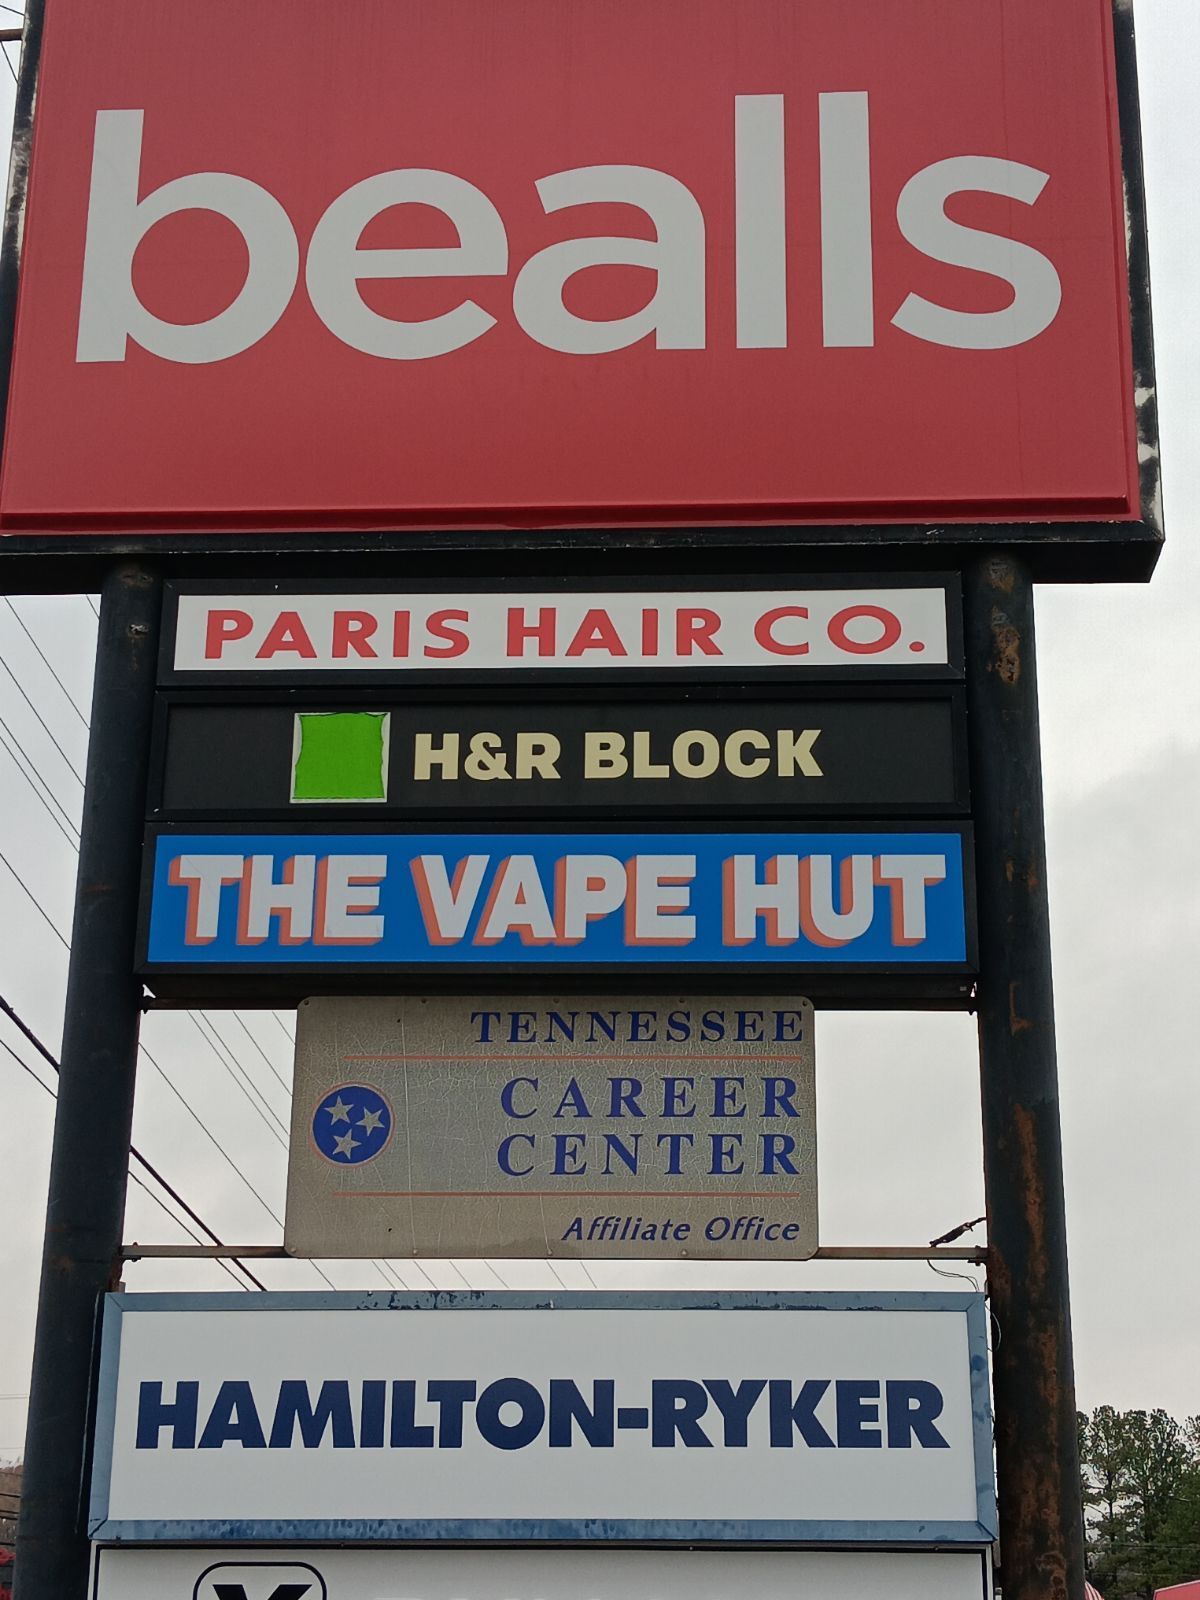 bealls
PARIS HAIR CO.
H&R BLOCK
THE VAPE HUT
TENNESSEE
CAREER
CENTER
Affiliate Office
HAMILTON-RYKER